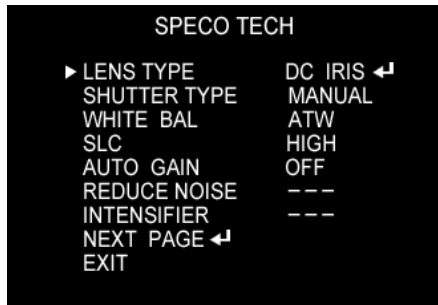 SPECO TECH
► LENS TYPE DC IRIS ↵
SHUTTER TYPE MANUAL
WHITE BAL ATW
SLC HIGH
AUTO GAIN OFF
REDUCE NOISE – – –
INTENSIFIER – – –
NEXT PAGE ↵
EXIT